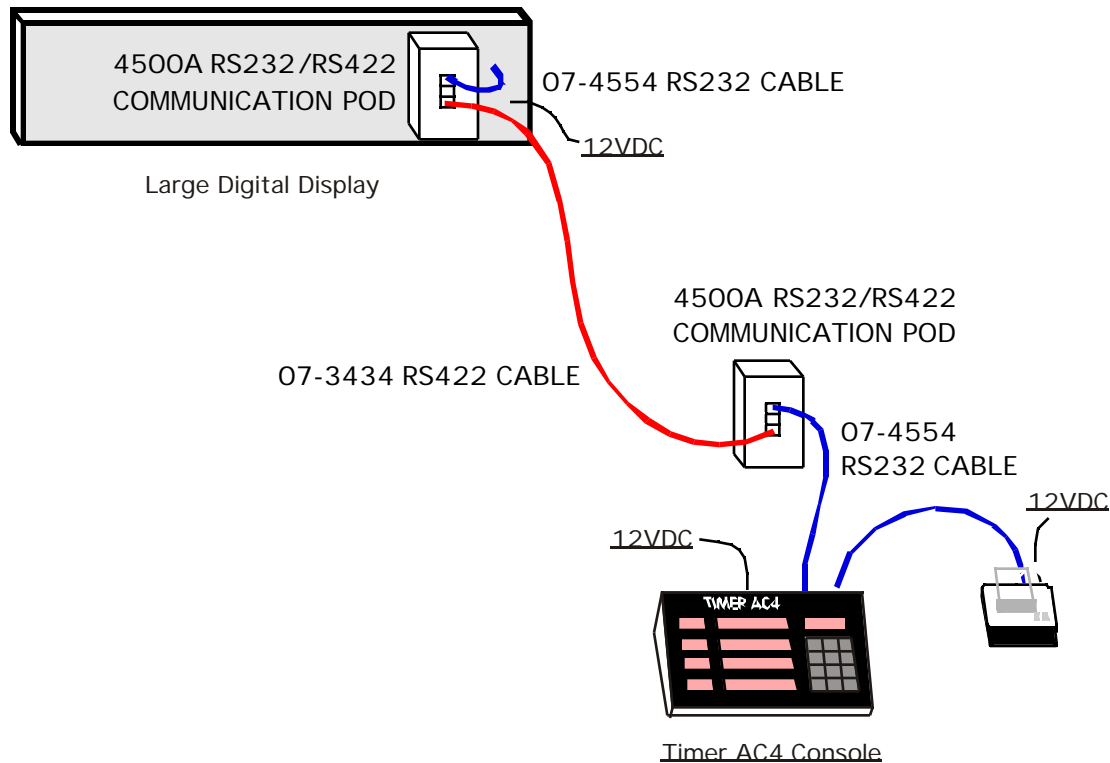 4500A RS232/RS422
COMMUNICATION POD
07-4554 RS232 CABLE
12VDC
Large Digital Display
4500A RS232/RS422
COMMUNICATION POD
07-3434 RS422 CABLE
07-4554
RS232 CABLE
12VDC
12VDC
TIMER AC4
Timer AC4 Console